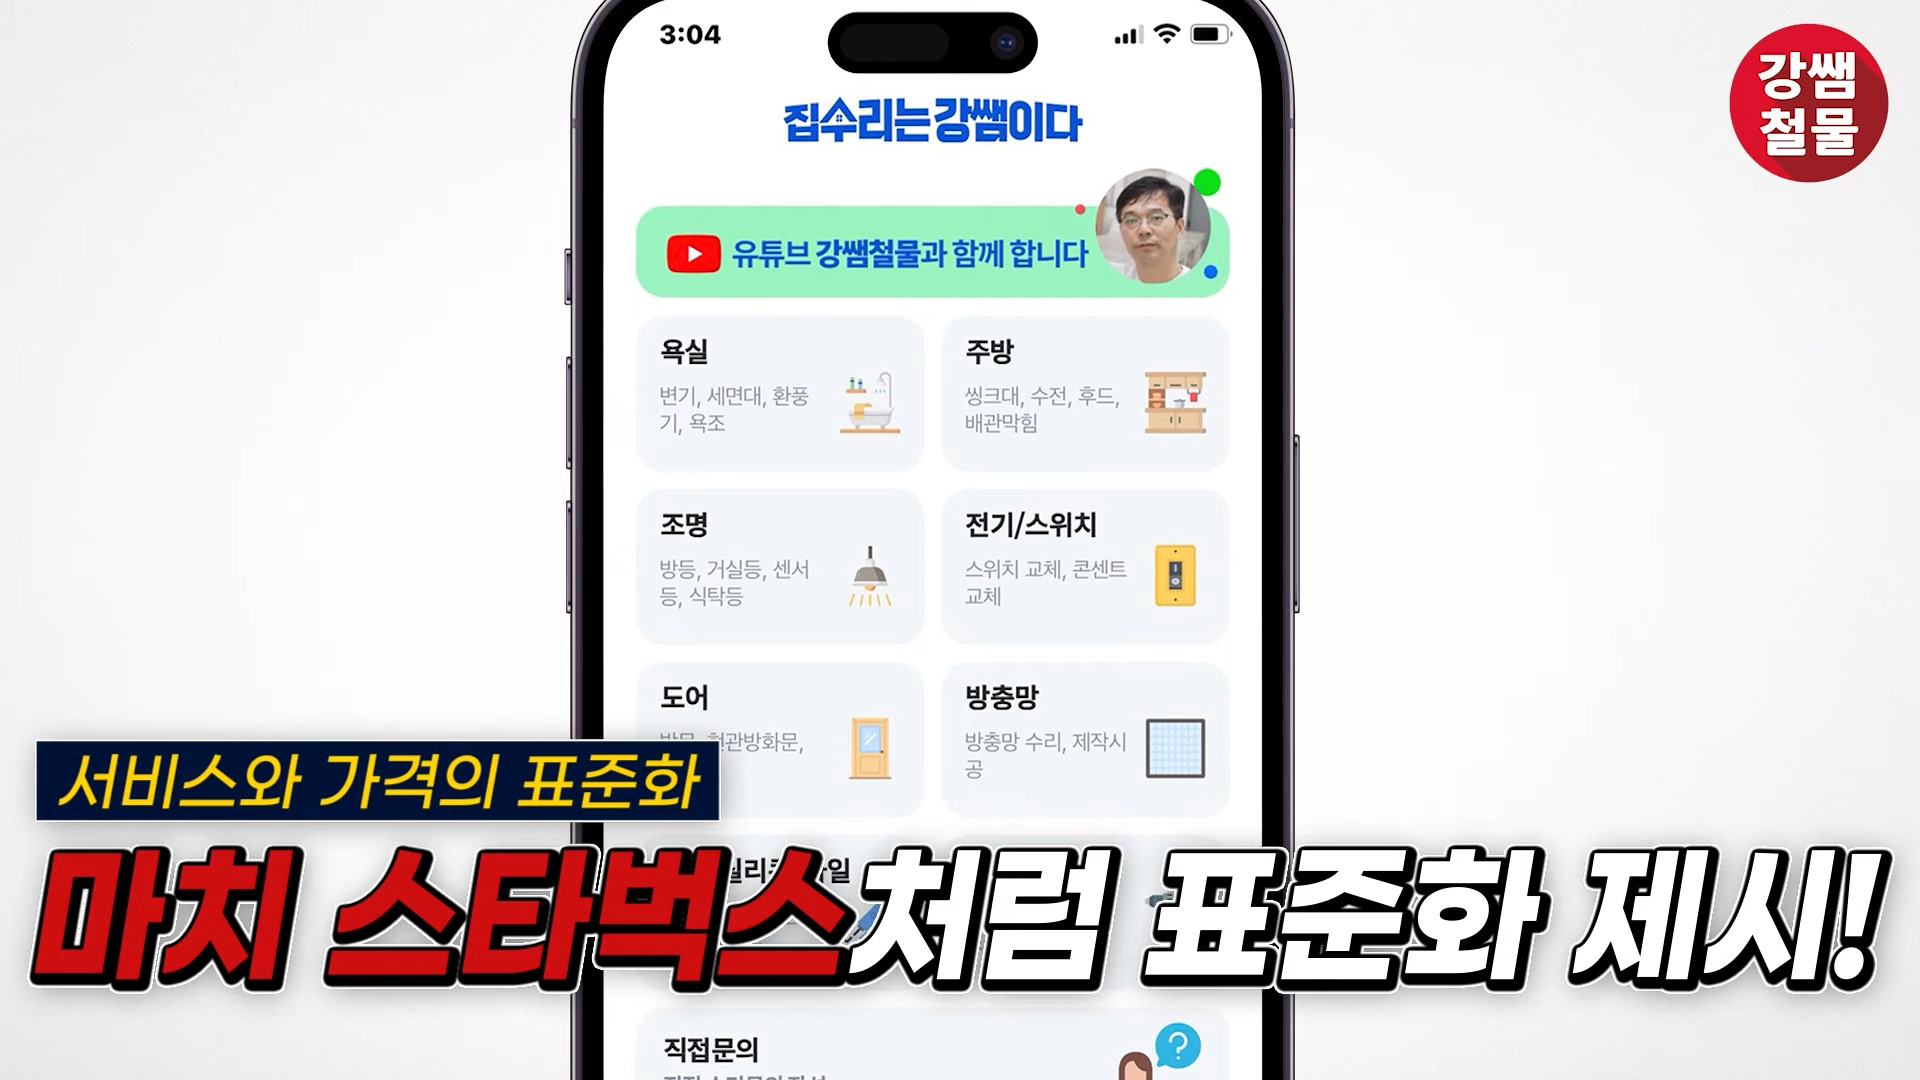 3:04
강쌤
철물
집수리는강쌤이다
유튜브 강쌤철물과 함께 합니다
욕실
변기, 세면대, 환풍
기, 욕조
주방
씽크대, 수전, 후드,
배관막힘
조명
방등, 거실등, 센서
등, 식탁등
전기/스위치
스위치 교체, 콘센트
교체
도어
현관방화문,
방충망
방충망 수리, 제작시
공
서비스와 가격의 표준화
마치 스타벅스처럼 표준화 제시!
직접문의